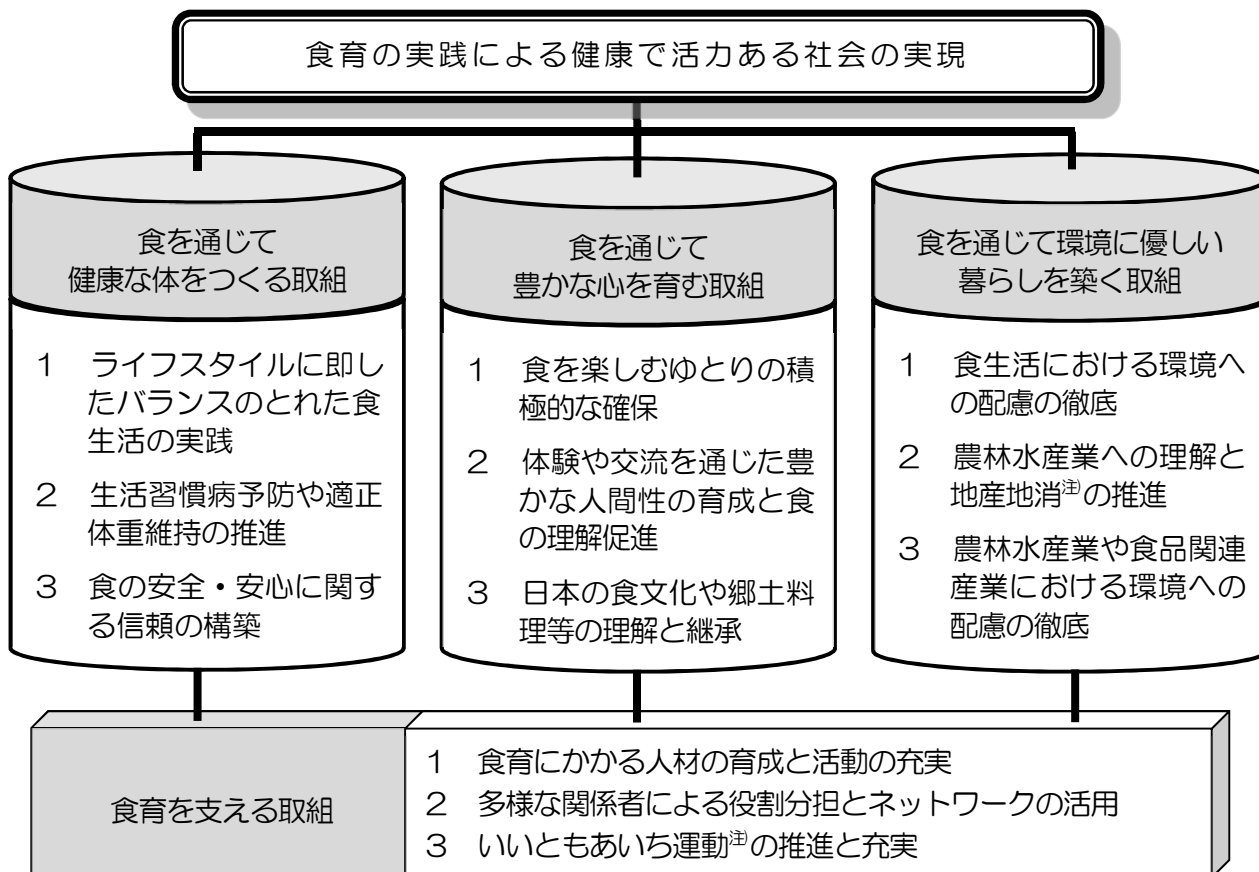 食育の実践による健康で活力ある社会の実現
食を通じて
健康な体をつくる取組
1 ライフスタイルに即し
たバランスのとれた食
生活の実践
2 生活習慣病予防や適正
体重維持の推進
3 食の安全・安心に関す
る信頼の構築
食を通じて
豊かな心を育む取組
1 食を楽しむゆとりの積
極的な確保
2 体験や交流を通じた豊
かな人間性の育成と食
の理解促進
3 日本の食文化や郷土料
理等の理解と継承
食を通じて環境に優しい
暮らしを築く取組
1 食生活における環境へ
の配慮の徹底
2 農林水産業への理解と
地産地消注)の推進
3 農林水産業や食品関連
産業における環境への
配慮の徹底
食育を支える取組
1 食育にかかる人材の育成と活動の充実
2 多様な関係者による役割分担とネットワークの活用
3 いいともあいち運動注)の推進と充実